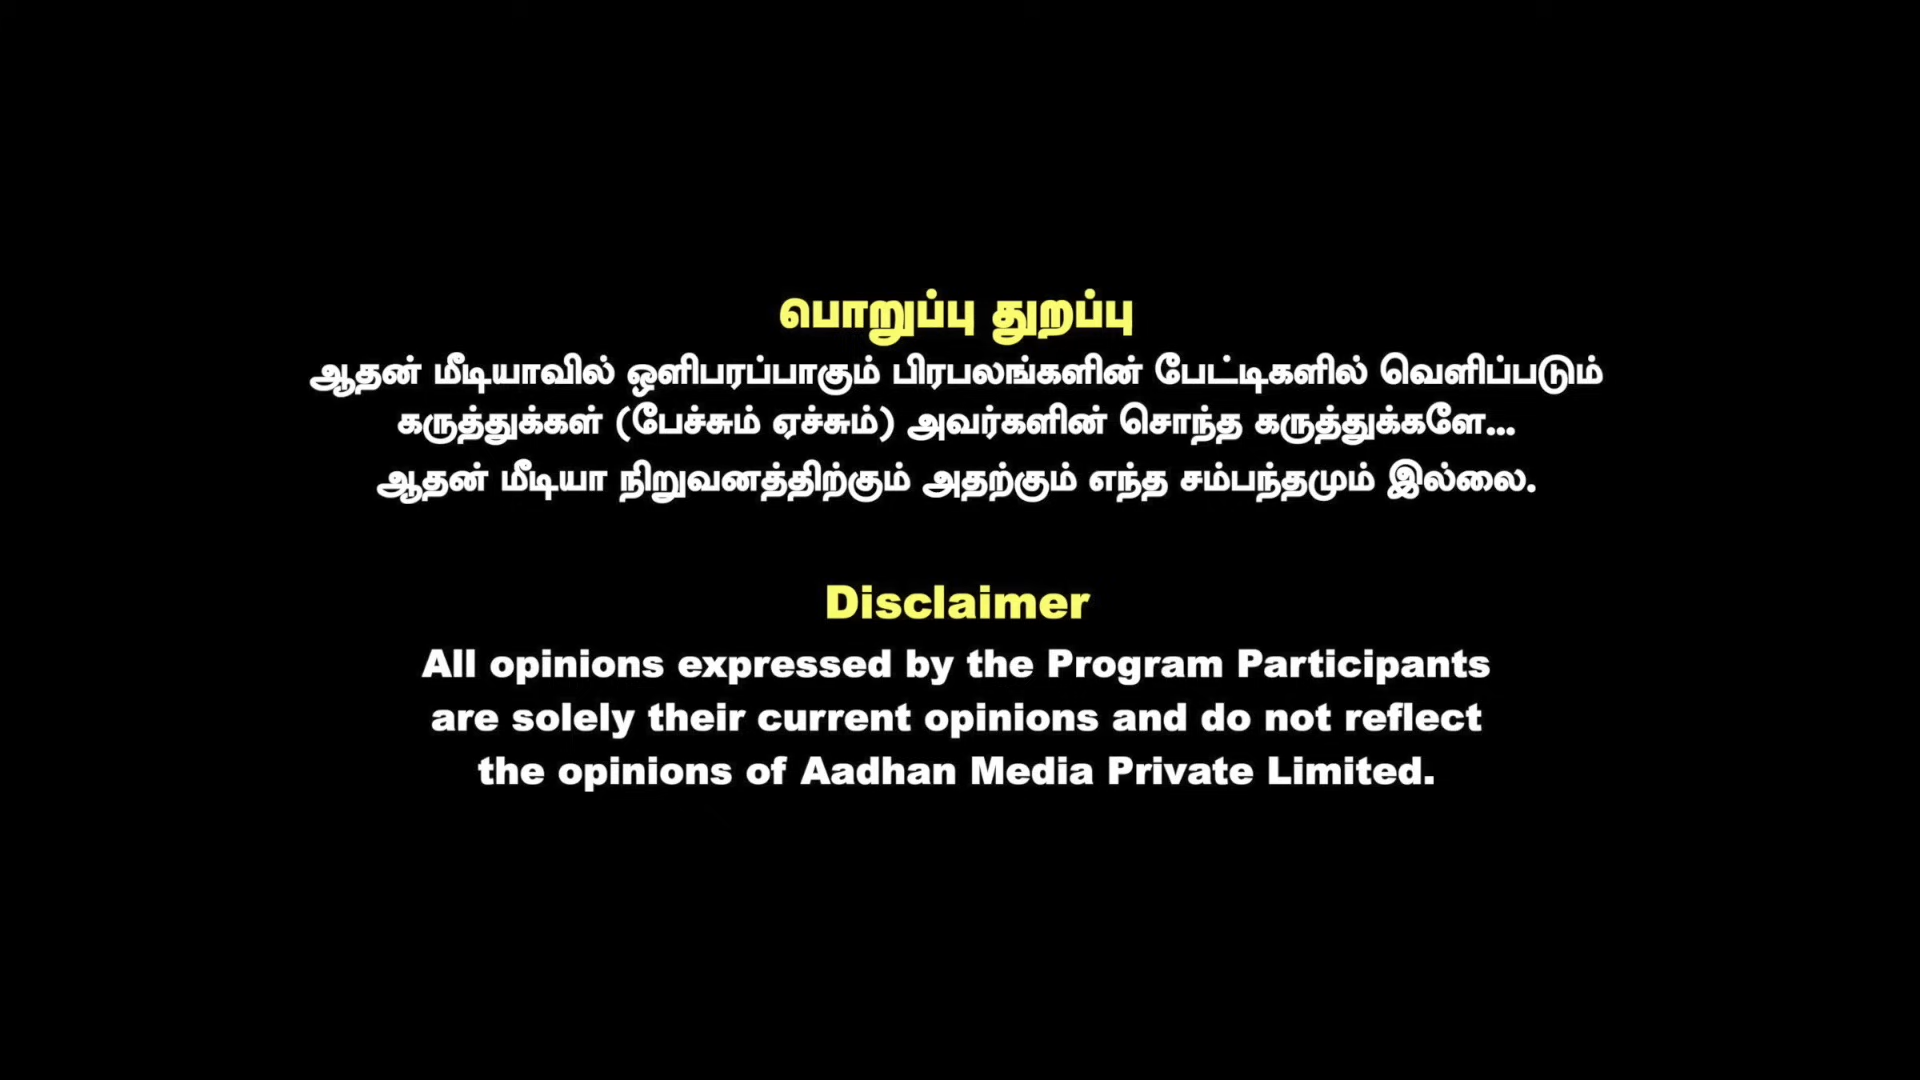 பொறுப்பு துறப்பு
ஆதன் மீடியாவில் ஒளிபரப்பாகும் பிரபலங்களின் பேட்டிகளில் வெளிப்படும்
கருத்துக்கள் (பேச்சும் ஏச்சும்) அவர்களின் சொந்த கருத்துக்களே...
ஆதன் மீடியா நிறுவனத்திற்கும் அதற்கும் எந்த சம்பந்தமும் இல்லை.
Disclaimer
All opinions expressed by the Program Participants
are solely their current opinions and do not reflect
the opinions of Aadhan Media Private Limited.